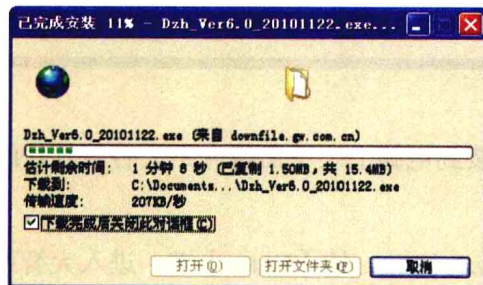 已完成安装 11% - Dzh_Ver6.0_20101122.exe...
Dzh_Ver6.0_20101122.exe (来自 downfile.gw.com.cn)
估计剩余时间： 1 分钟 8 秒 (已复制 1.50MB，共 15.4MB)
下载到： C:\Documents...\Dzh_Ver6.0_20101122.exe
传输速度： 207KB/秒
下载完成后关闭此对话框(C)
打开(O) 打开文件夹(F) 取消
进入